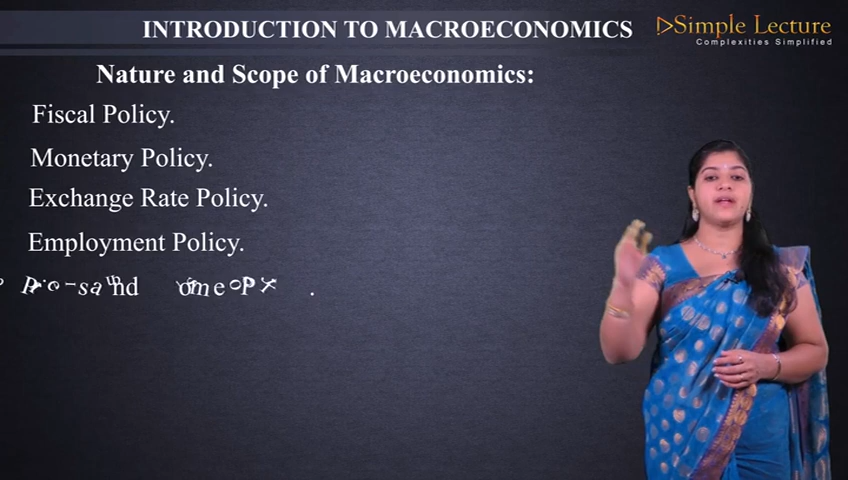 INTRODUCTION TO MACROECONOMICS
Simple Lecture
Complexities Simplified
Nature and Scope of Macroeconomics:
Fiscal Policy.
Monetary Policy.
Exchange Rate Policy.
Employment Policy.